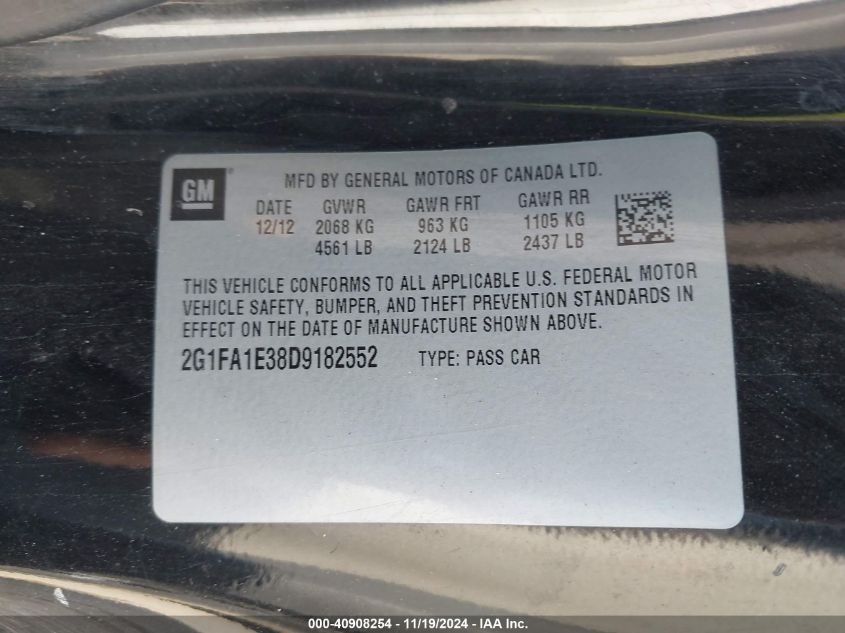 GM®
MFD BY GENERAL MOTORS OF CANADA LTD.
DATE GVWR GAWR FRT GAWR RR
12/12 2068 KG 963 KG 1105 KG
4561 LB 2124 LB 2437 LB
THIS VEHICLE CONFORMS TO ALL APPLICABLE U.S. FEDERAL MOTOR
VEHICLE SAFETY, BUMPER, AND THEFT PREVENTION STANDARDS IN
EFFECT ON THE DATE OF MANUFACTURE SHOWN ABOVE.
2G1FA1E38D9182552 TYPE: PASS CAR
000-40908254 - 11/19/2024 - IAA Inc.